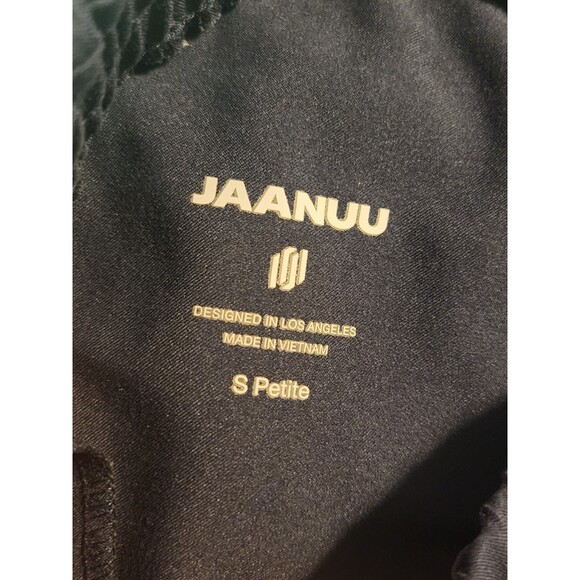 JAANUU
DESIGNED IN LOS ANGELES
MADE IN VIETNAM
S Petite